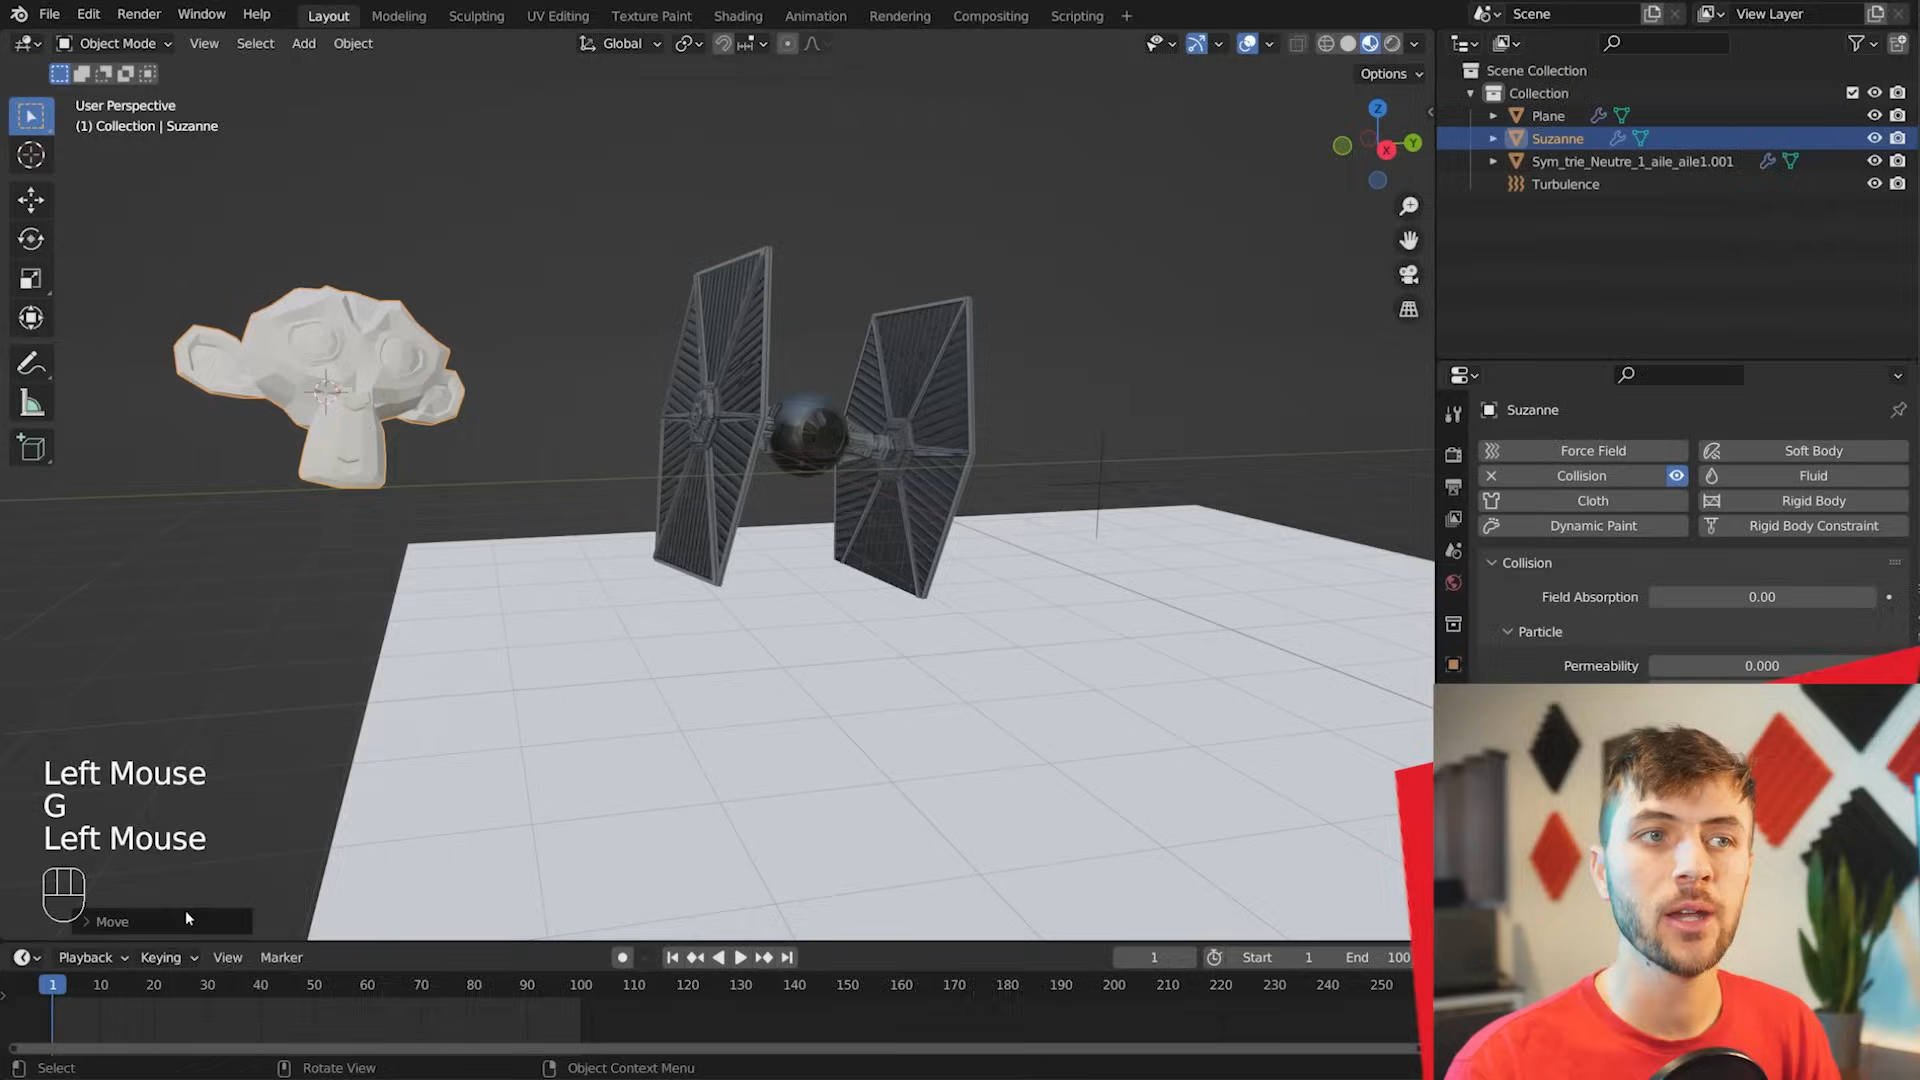 File Edit Render Window Help Layout Modeling Sculpting UV Editing Texture Paint Shading Animation Rendering Compositing Scripting + Scene View Layer
Object Mode View Select Add Object Global
Options
User Perspective
(1) Collection | Suzanne
Z
Y
X
Scene Collection
Collection
Plane
Suzanne
Sym_trie_Neutre_1_aile_aile1.001
Turbulence
Suzanne
Force Field Soft Body
Collision Fluid
Cloth Rigid Body
Dynamic Paint Rigid Body Constraint
Collision
Field Absorption 0.00
Particle
Permeability 0.000
Left Mouse
G
Left Mouse
Move
Playback Keying View Marker 1 Start 1 End 100
1 10 20 30 40 50 60 70 80 90 100 110 120 130 140 150 160 170 180 190 200 210 220 230 240 250
Select Rotate View Object Context Menu